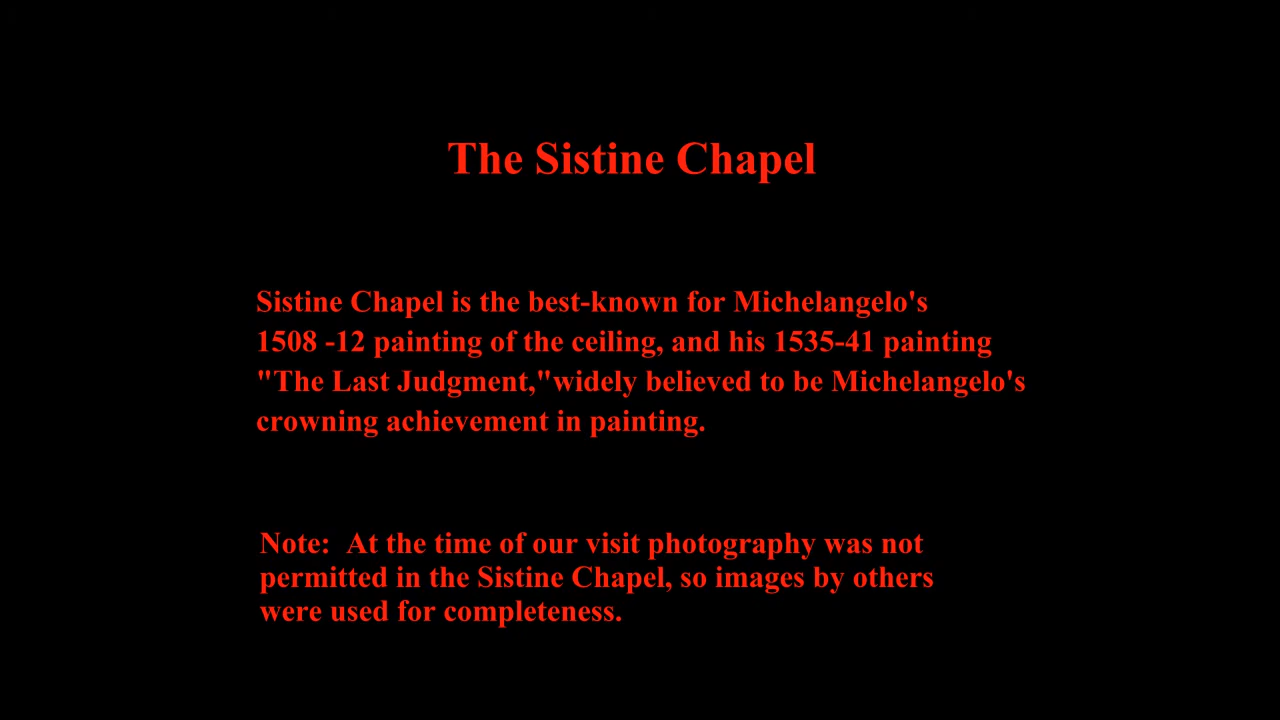 The Sistine Chapel
Sistine Chapel is the best-known for Michelangelo's
1508 -12 painting of the ceiling, and his 1535-41 painting
"The Last Judgment,"widely believed to be Michelangelo's
crowning achievement in painting.
Note:  At the time of our visit photography was not
permitted in the Sistine Chapel, so images by others
were used for completeness.